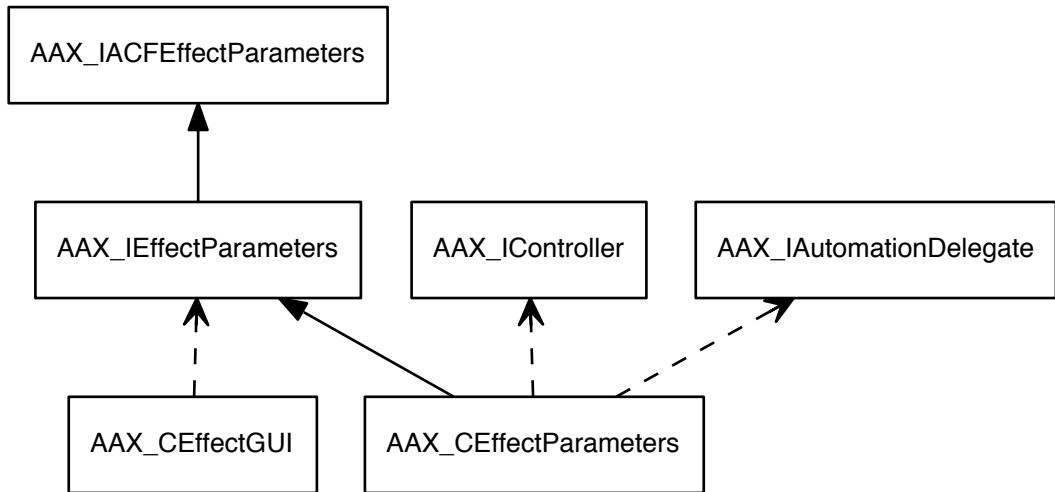 AAX_IACFEffectParameters
AAX_IEffectParameters
AAX_IController
AAX_IAutomationDelegate
AAX_CEffectGUI
AAX_CEffectParameters